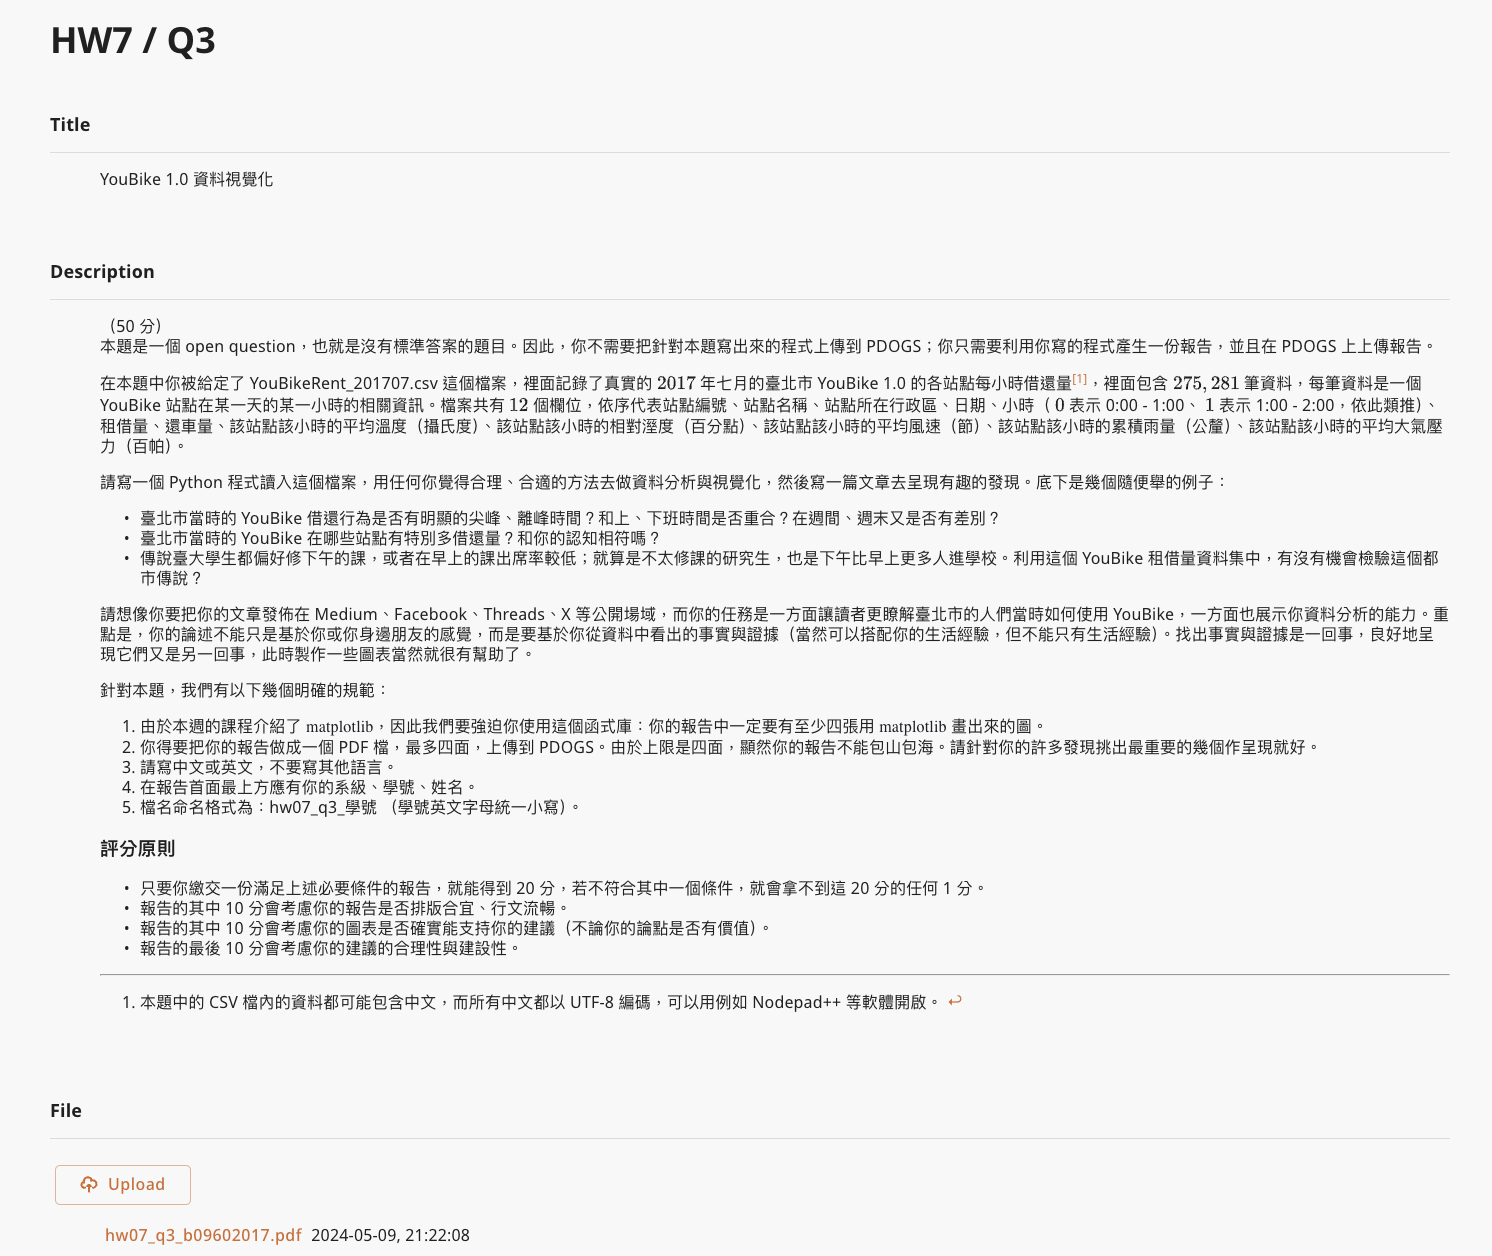 HW7 / Q3
Title
YouBike 1.0 資料視覺化
Description
（50 分）
本題是一個 open question，也就是沒有標準答案的題目。因此，你不需要把針對本題寫出來的程式上傳到 PDOGS；你只需要利用你寫的程式產生一份報告，並且在 PDOGS 上上傳報告。
在本題中你被給定了 YouBikeRent_201707.csv 這個檔案，裡面記錄了真實的 2017 年七月的臺北市 YouBike 1.0 的各站點每小時借還量[1]，裡面包含 275,281 筆資料，每筆資料是一個
YouBike 站點在某一天的某一小時的相關資訊。檔案共有 12 個欄位，依序代表站點編號、站點名稱、站點所在行政區、日期、小時（ 0 表示 0:00 - 1:00、 1 表示 1:00 - 2:00，依此類推）、
租借量、還車量、該站點該小時的平均溫度（攝氏度）、該站點該小時的相對溼度（百分點）、該站點該小時的平均風速（節）、該站點該小時的累積雨量（公釐）、該站點該小時的平均大氣壓
力（百帕）。
請寫一個 Python 程式讀入這個檔案，用任何你覺得合理、合適的方法去做資料分析與視覺化，然後寫一篇文章去呈現有趣的發現。底下是幾個隨便舉的例子：
• 臺北市當時的 YouBike 借還行為是否有明顯的尖峰、離峰時間？和上、下班時間是否重合？在週間、週末又是否有差別？
• 臺北市當時的 YouBike 在哪些站點有特別多借還量？和你的認知相符嗎？
• 傳說臺大學生都偏好修下午的課，或者在早上的課出席率較低；就算是不太修課的研究生，也是下午比早上更多人進學校。利用這個 YouBike 租借量資料集中，有沒有機會檢驗這個都
市傳說？
請想像你要把你的文章發佈在 Medium、Facebook、Threads、X 等公開場域，而你的任務是一方面讓讀者更瞭解臺北市的人們當時如何使用 YouBike，一方面也展示你資料分析的能力。重
點是，你的論述不能只是基於你或你身邊朋友的感覺，而是要基於你從資料中看出的事實與證據（當然可以搭配你的生活經驗，但不能只有生活經驗）。找出事實與證據是一回事，良好地呈
現它們又是另一回事，此時製作一些圖表當然就很有幫助了。
針對本題，我們有以下幾個明確的規範：
1. 由於本週的課程介紹了 matplotlib，因此我們要強迫你使用這個函式庫：你的報告中一定要有至少四張用 matplotlib 畫出來的圖。
2. 你得要把你的報告做成一個 PDF 檔，最多四面，上傳到 PDOGS。由於上限是四面，顯然你的報告不能包山包海。請針對你的許多發現挑出最重要的幾個作呈現就好。
3. 請寫中文或英文，不要寫其他語言。
4. 在報告首面最上方應有你的系級、學號、姓名。
5. 檔名命名格式為：hw07_q3_學號 （學號英文字母統一小寫）。
評分原則
• 只要你繳交一份滿足上述必要條件的報告，就能得到 20 分，若不符合其中一個條件，就會拿不到這 20 分的任何 1 分。
• 報告的其中 10 分會考慮你的報告是否排版合宜、行文流暢。
• 報告的其中 10 分會考慮你的圖表是否確實能支持你的建議（不論你的論點是否有價值）。
• 報告的最後 10 分會考慮你的建議的合理性與建設性。
1. 本題中的 CSV 檔內的資料都可能包含中文，而所有中文都以 UTF-8 編碼，可以用例如 Nodepad++ 等軟體開啟。 ↩
File
Upload
hw07_q3_b09602017.pdf 2024-05-09, 21:22:08